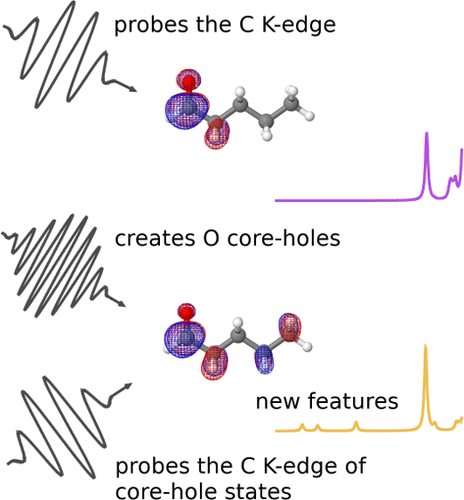 probes the C K-edge
creates O core-holes
new features
probes the C K-edge of
core-hole states